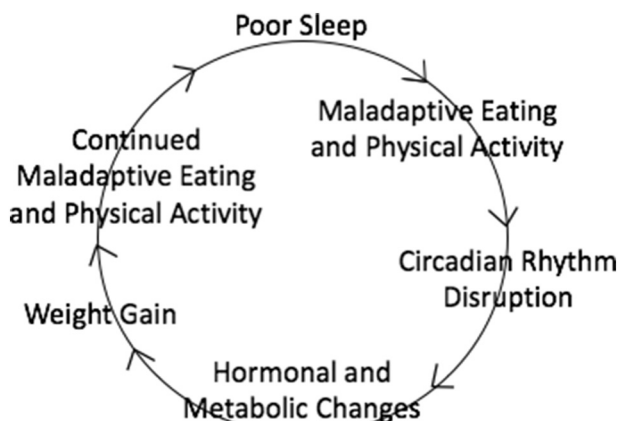 Poor Sleep
Maladaptive Eating
and Physical Activity
Circadian Rhythm
Disruption
Hormonal and
Metabolic Changes
Weight Gain
Continued
Maladaptive Eating
and Physical Activity